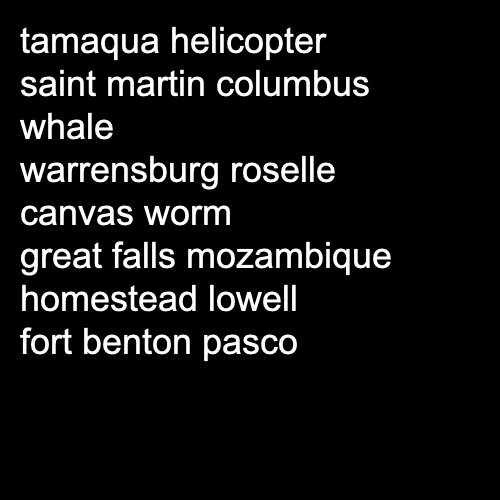 tamaqua helicopter
saint martin columbus
whale
warrensburg roselle
canvas worm
great falls mozambique
homestead lowell
fort benton pasco